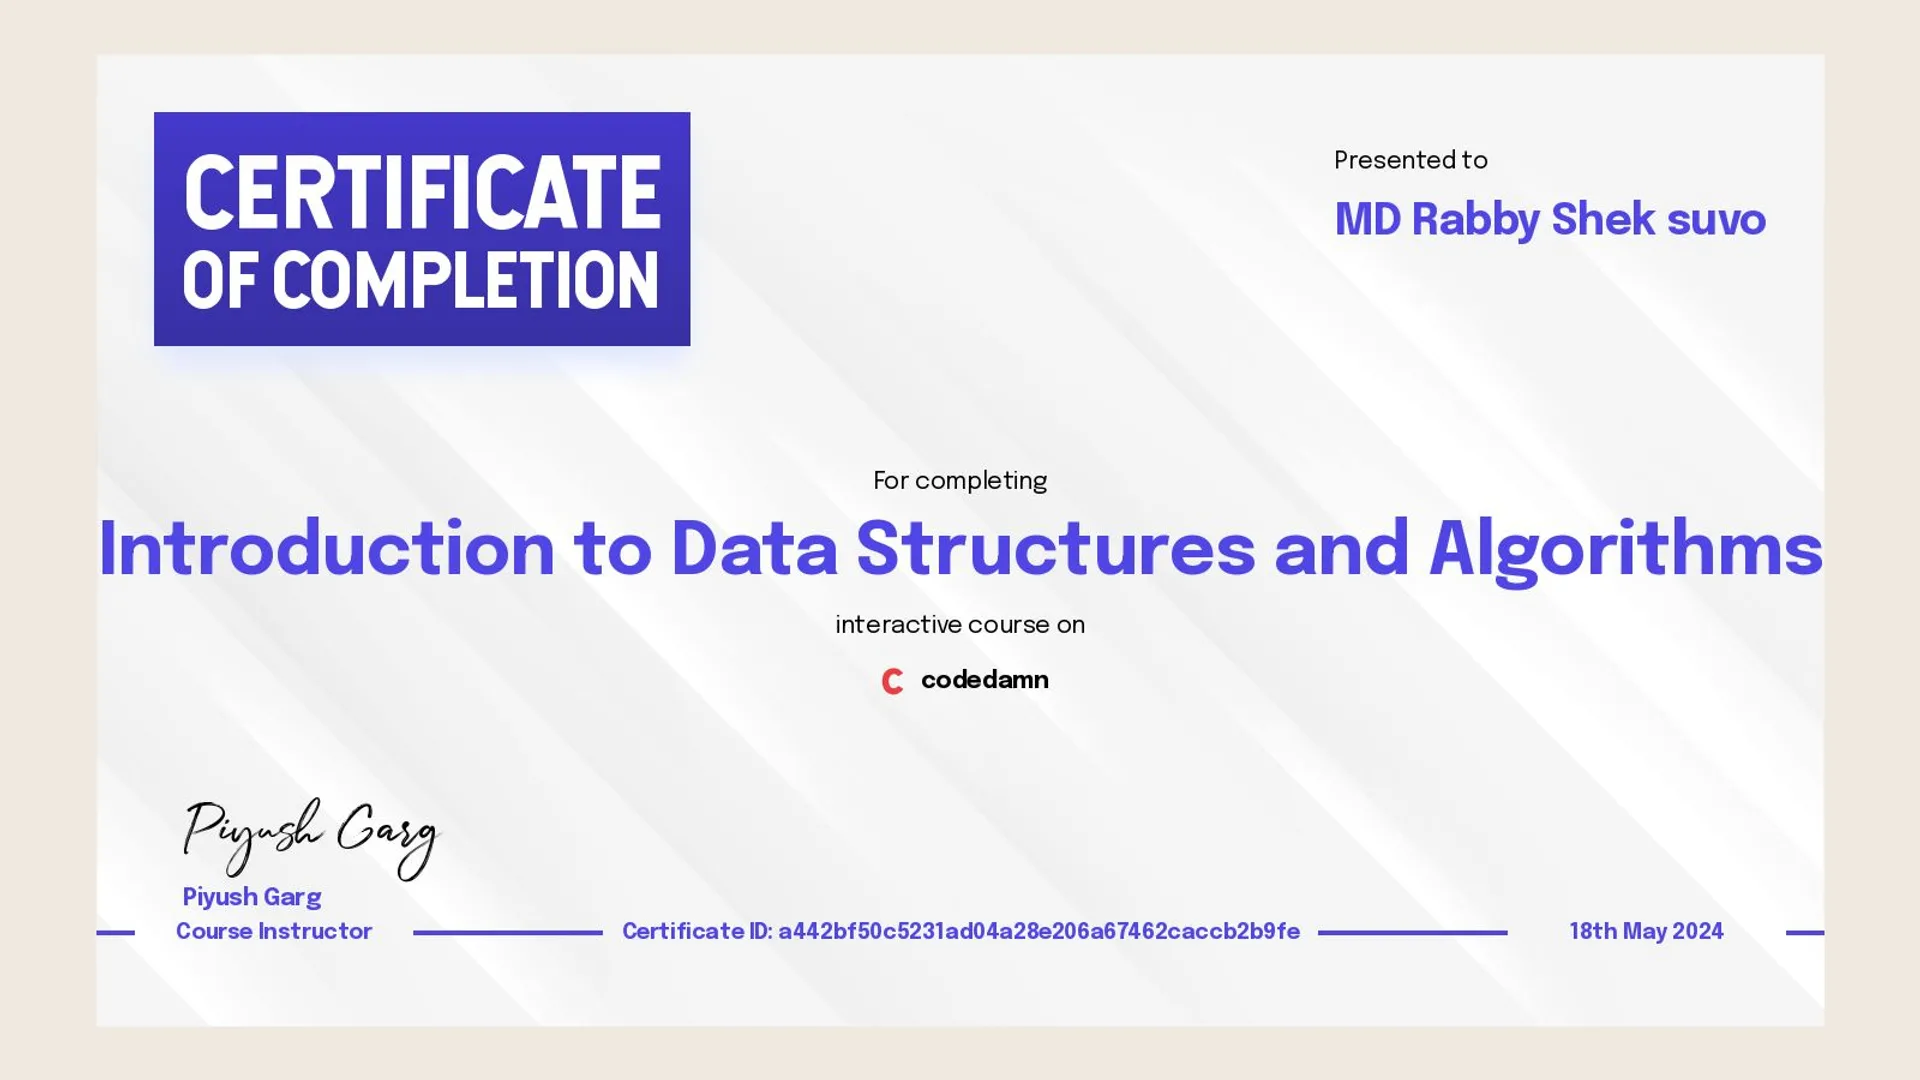 CERTIFICATE
OF COMPLETION
Presented to
MD Rabby Shek suvo
For completing
Introduction to Data Structures and Algorithms
interactive course on
codedamn
Piyush Garg
Piyush Garg
Course Instructor
Certificate ID: a442bf50c5231ad04a28e206a67462caccb2b9fe
18th May 2024